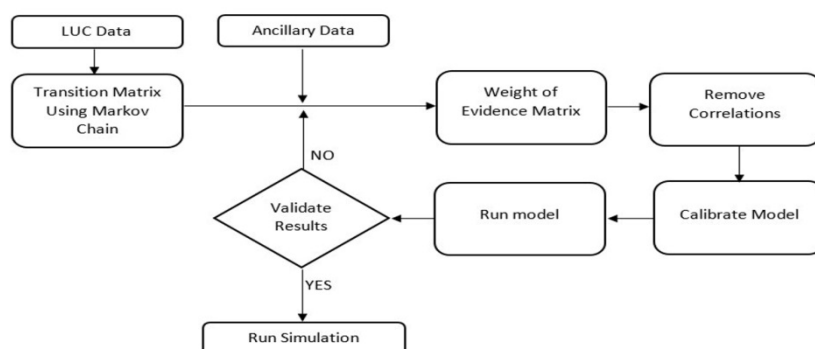 LUC Data
Ancillary Data
Transition Matrix
Using Markov
Chain
Weight of
Evidence Matrix
Remove
Correlations
NO
Validate
Results
Run model
Calibrate Model
YES
Run Simulation